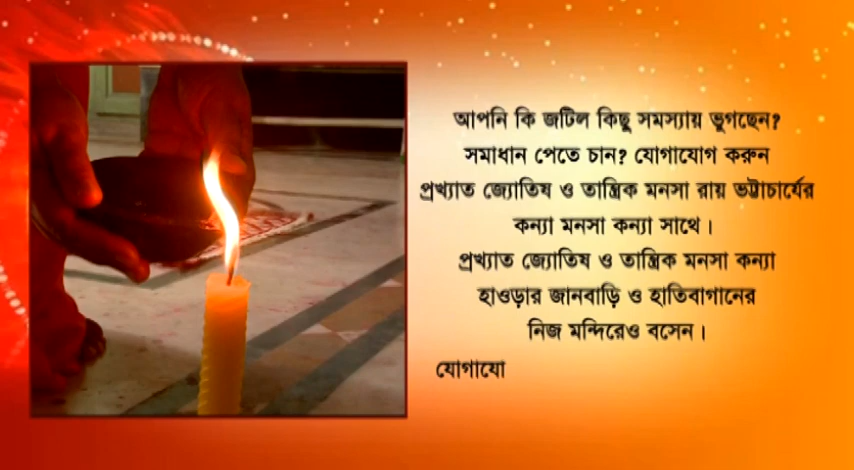 আপনি কি জটিল কিছু সমস্যায় ভুগছেন?
সমাধান পেতে চান? যোগাযোগ করুন
প্রখ্যাত জ্যোতিষ ও তান্ত্রিক মনসা রায় ভট্টাচার্যের
কন্যা মনসা কন্যা সাথে।
প্রখ্যাত জ্যোতিষ ও তান্ত্রিক মনসা কন্যা
হাওড়ার জানবাড়ি ও হাতিবাগানের
নিজ মন্দিরেও বসেন।
যোগাযো